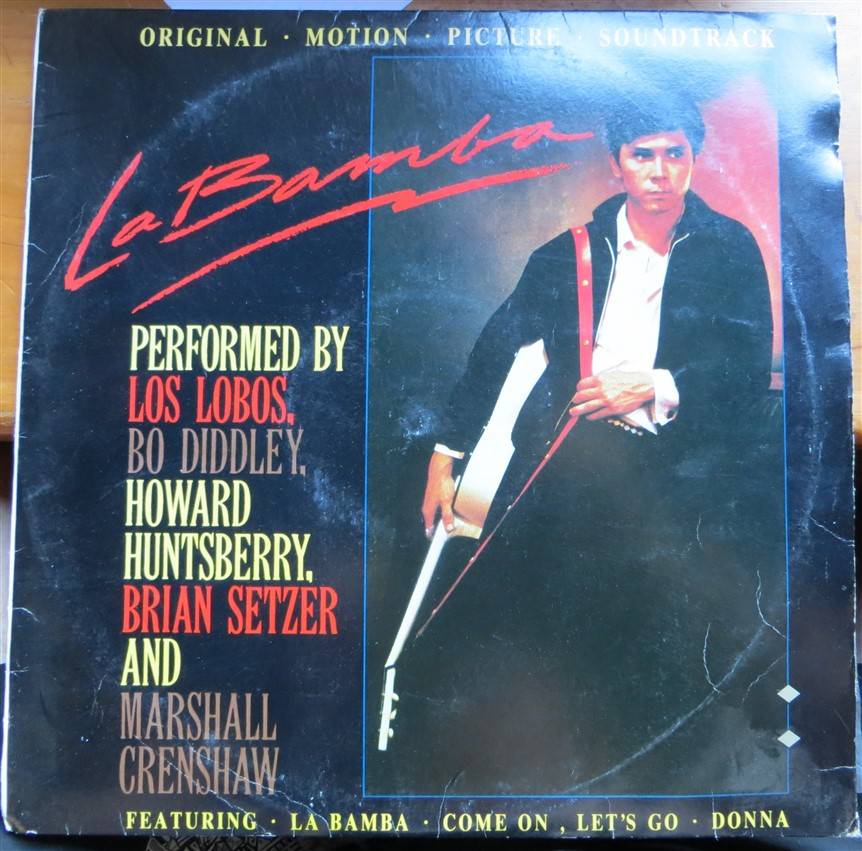 ORIGINAL · MOTION · PICTURE · SOUNDTRACK
La Bamba
PERFORMED BY
LOS LOBOS,
BO DIDDLEY,
HOWARD
HUNTSBERRY,
BRIAN SETZER
AND
MARSHALL
CRENSHAW
FEATURING · LA BAMBA · COME ON , LET'S GO · DONNA